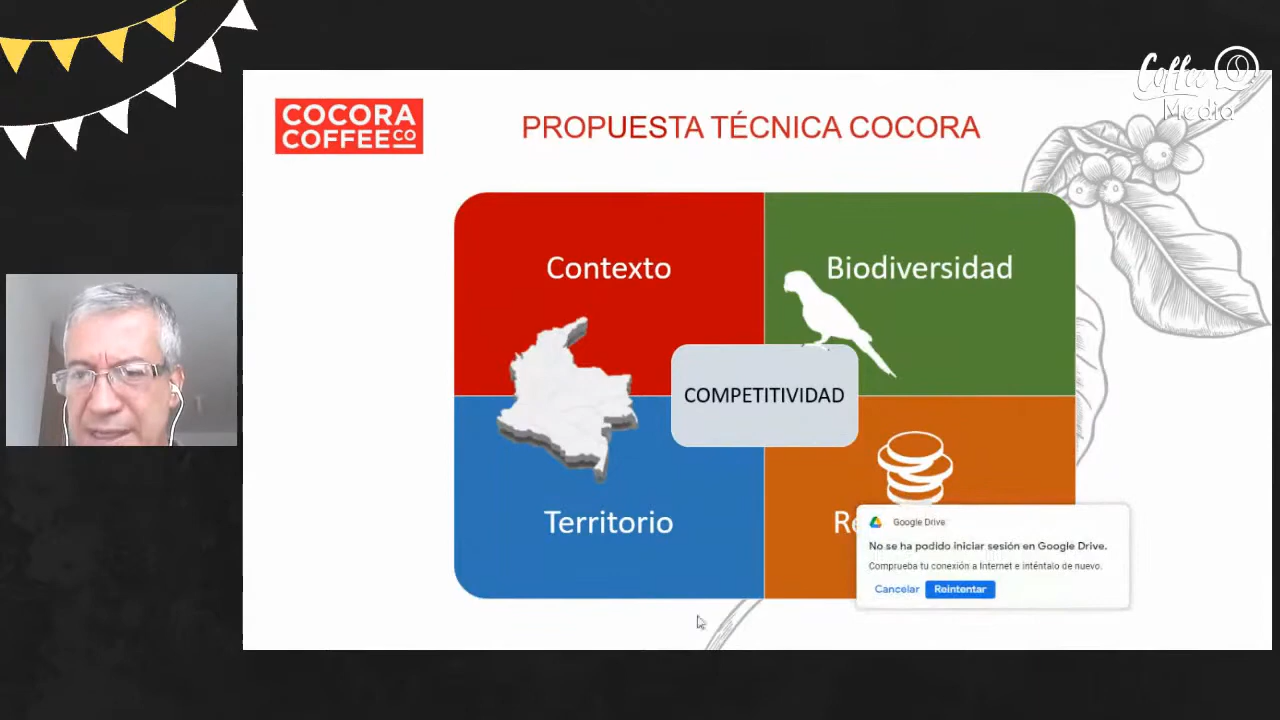 Coffee
Media
COCORA
COFFEE CO
PROPUESTA TÉCNICA COCORA
Contexto
Biodiversidad
COMPETITIVIDAD
Territorio
Google Drive
No se ha podido iniciar sesión en Google Drive.
Comprueba tu conexión a Internet e inténtalo de nuevo.
Cancelar
Reintentar